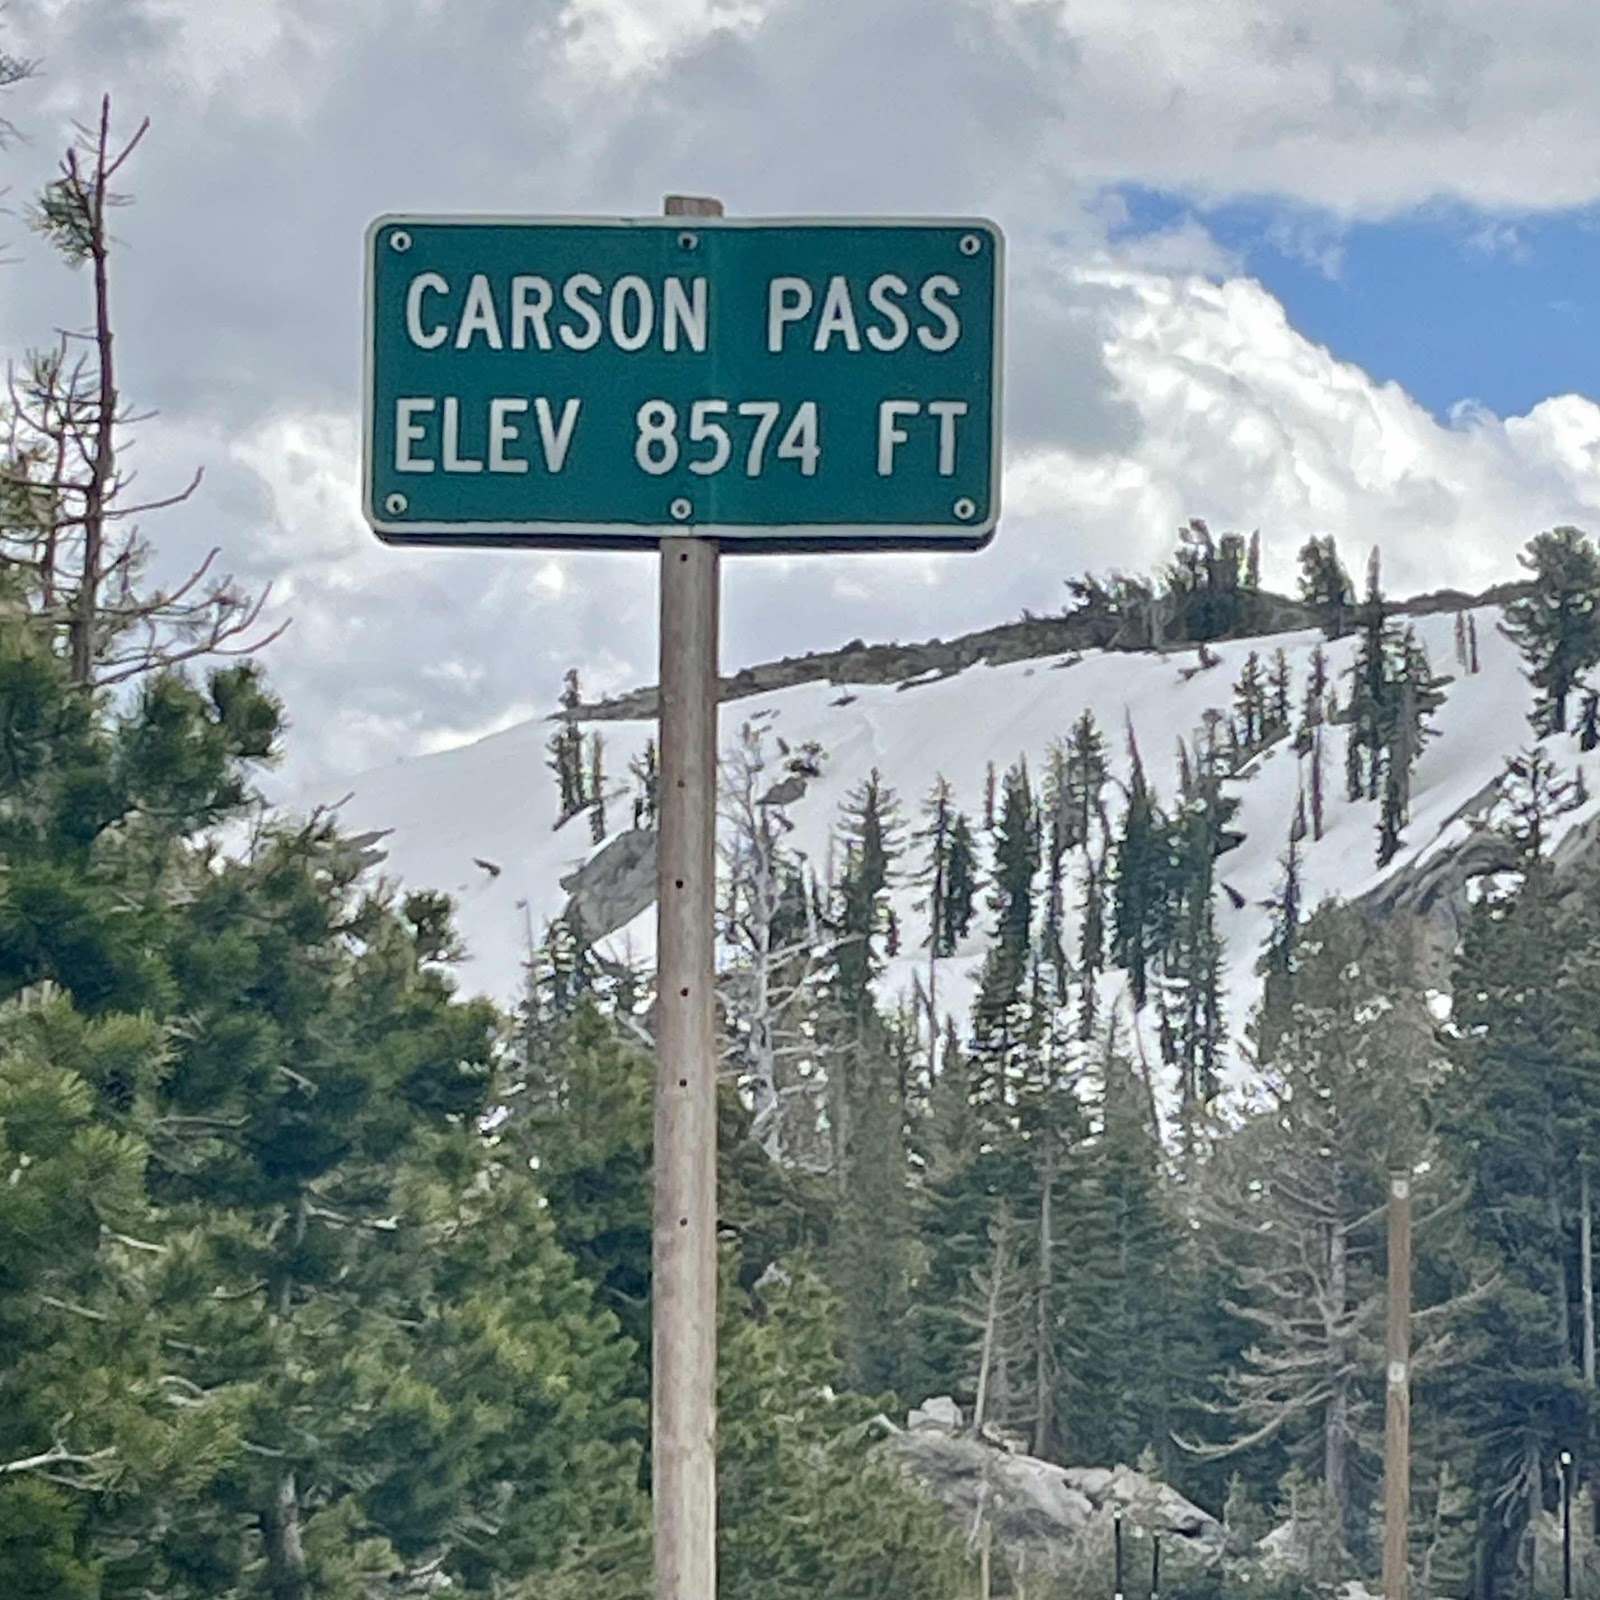 CARSON PASS
ELEV 8574 FT